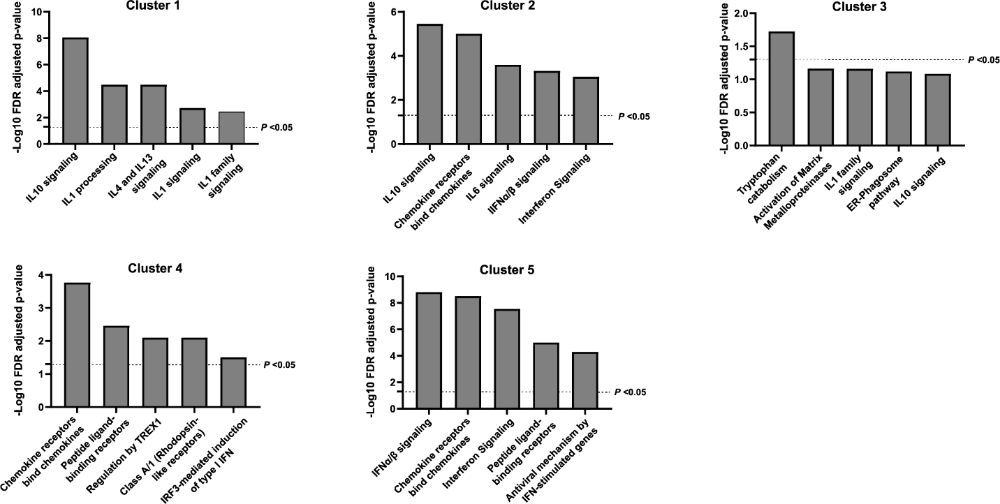 Cluster 1
-Log10 FDR adjusted p-value
10
8
6
4
2
0
P <0.05
IL10 signaling
IL1 processing
IL4 and IL13
signaling
IL1 signaling
IL1 family
signaling
Cluster 2
-Log10 FDR adjusted p-value
6
4
2
0
P <0.05
IL10 signaling
Chemokine receptors
bind chemokines
IL6 signaling
IIFNα/β signaling
Interferon Signaling
Cluster 3
-Log10 FDR adjusted p-value
2.0
1.5
1.0
0.5
0.0
P <0.05
Tryptophan
catabolism
Activation of Matrix
Metalloproteinases
IL1 family
signaling
ER-Phagosome
pathway
IL10 signaling
Cluster 4
-Log10 FDR adjusted p-value
4
3
2
1
0
P <0.05
Chemokine receptors
bind chemokines
Peptide ligand-
binding receptors
Regulation by TREX1
Class A/1 (Rhodopsin-
like receptors)
IRF3-mediated induction
of type I IFN
Cluster 5
-Log10 FDR adjusted p-value
10
8
6
4
2
0
P <0.05
IFNα/β signaling
Chemokine receptors
bind chemokines
Interferon Signaling
Peptide ligand-
binding receptors
Antiviral mechanism by
IFN-stimulated genes